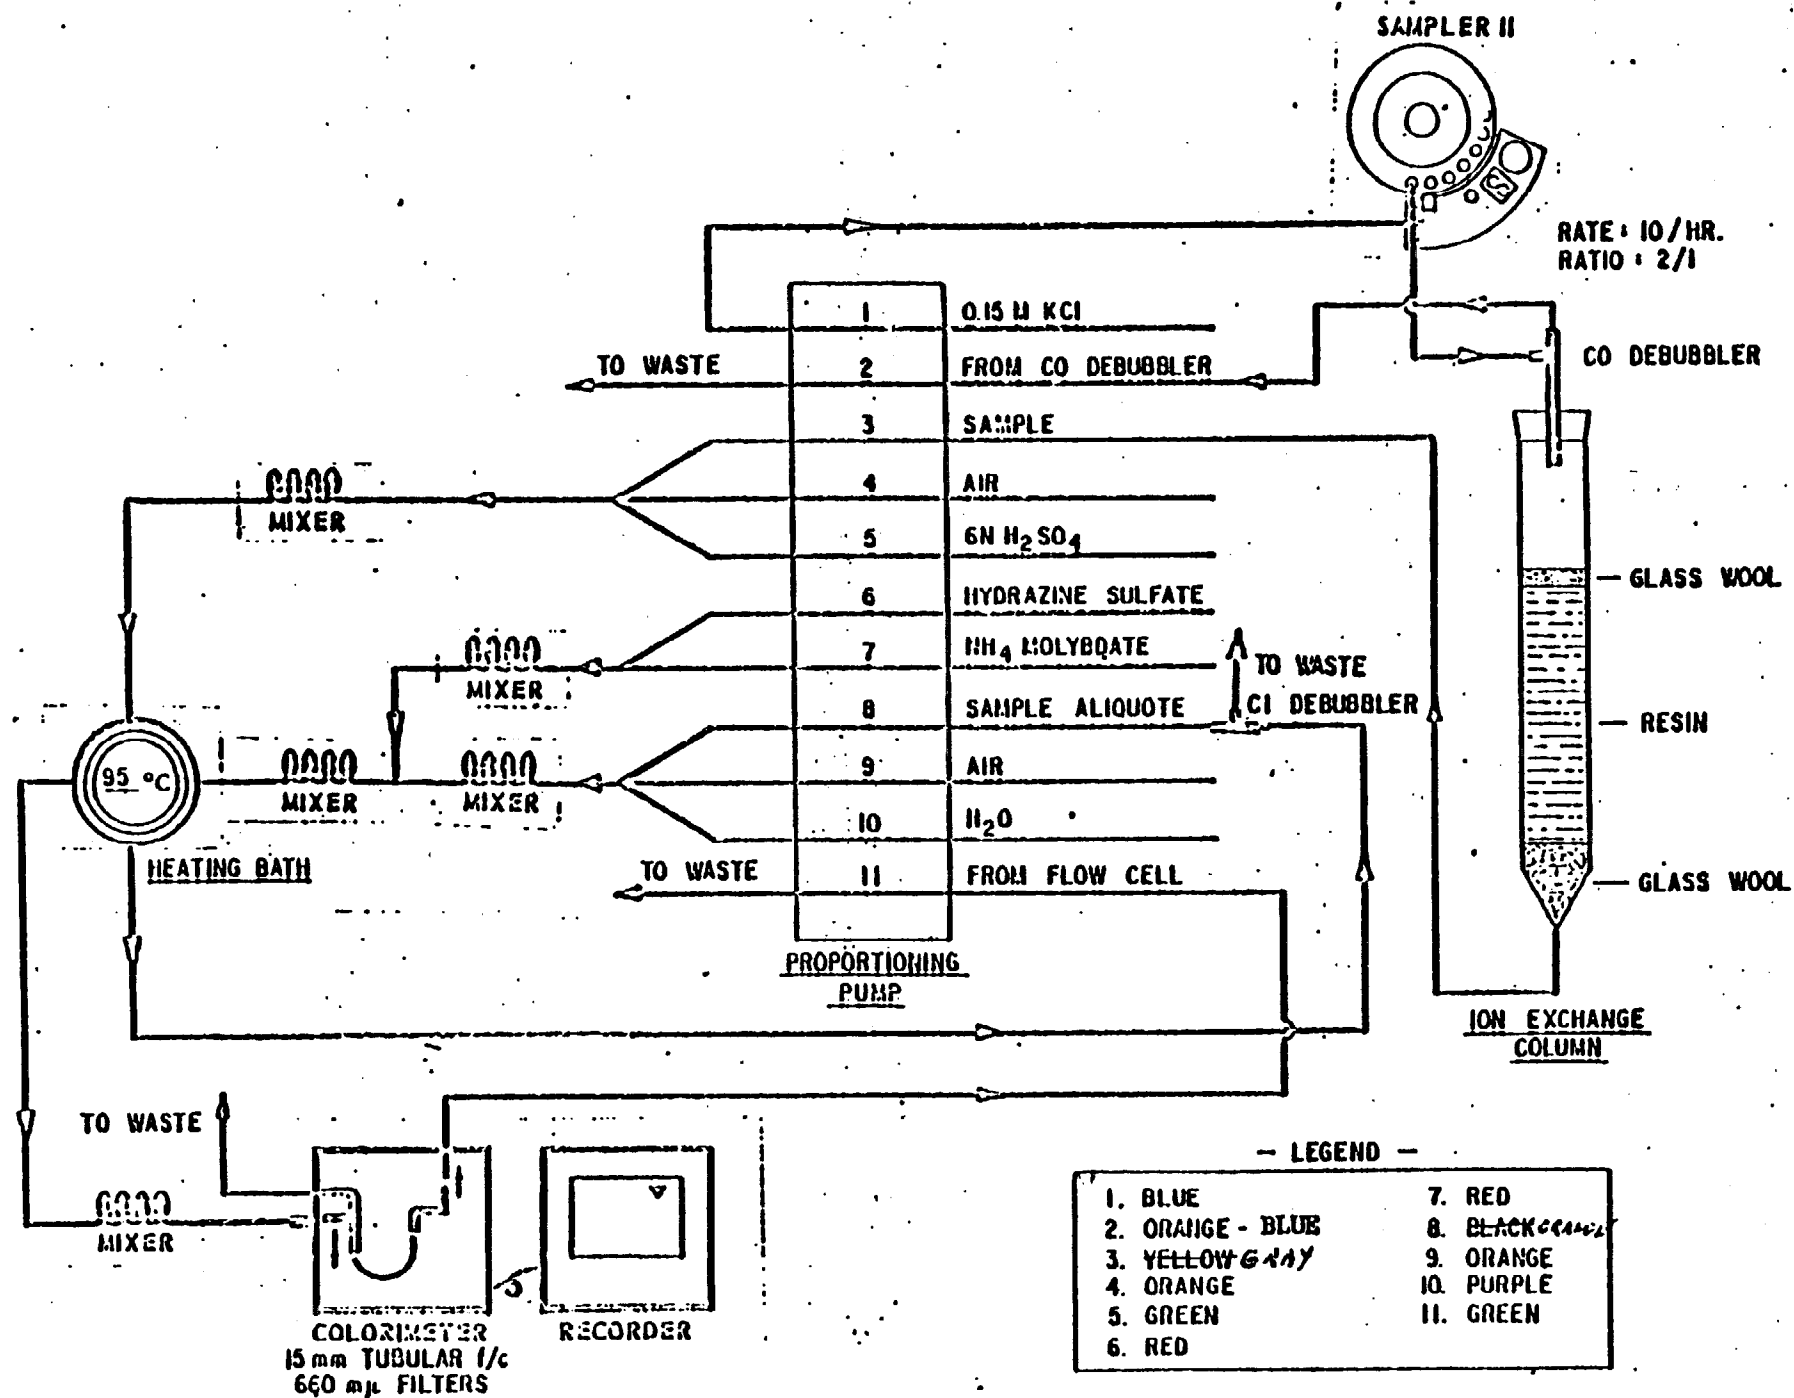 SAMPLER II
RATE: 10/HR.
RATIO: 2/1
1 0.15 M KCl
TO WASTE 2 FROM CO DEBUBBLER
CO DEBUBBLER
3 SAMPLE
4 AIR
MIXER
5 6N H2SO4
6 HYDRAZINE SULFATE
GLASS WOOL
7 NH4 MOLYBDATE
TO WASTE
MIXER
8 SAMPLE ALIQUOTE
C1 DEBUBBLER
RESIN
95 °C
MIXER
MIXER
9 AIR
10 H2O
HEATING BATH
TO WASTE 11 FROM FLOW CELL
GLASS WOOL
PROPORTIONING
PUMP
ION EXCHANGE
COLUMN
TO WASTE
MIXER
COLORIMETER
15 mm TUBULAR f/c
660 mµ FILTERS
RECORDER
- LEGEND -
1. BLUE
2. ORANGE - BLUE
3. YELLOW GRAY
4. ORANGE
5. GREEN
6. RED
7. RED
8. BLACK
9. ORANGE
10. PURPLE
11. GREEN